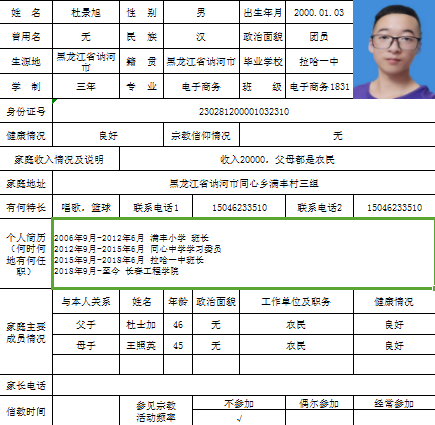 姓 名 杜景旭 性 别 男 出生年月 2000.01.03
曾用名 无 民 族 汉 政治面貌 团员
生源地 黑龙江省讷河市 籍 贯 黑龙江省讷河市 毕业学校 拉哈一中
学 制 三年 专 业 电子商务 班 级 电子商务1831
身份证号 230281200001032310
健康情况 良好 宗教信仰情况 无
家庭收入情况及说明 收入20000，父母都是农民
家庭地址 黑龙江省讷河市同心乡满丰村三组
有何特长 唱歌，篮球 联系电话1 15046233510 联系电话2 15046233510
个人简历
（何时何
地有何任
职）
2006年9月-2012年6月 满丰小学 班长
2012年9月-2015年6月 同心中学学习委员
2015年9月-2018年6月 拉哈一中班长
2018年9月-至今 长春工程学院
家庭主要
成员情况
与本人关系 姓名 年龄 政治面貌 工作单位及职务 健康情况
父子 杜士加 46 无 农民 良好
母子 王照英 45 无 农民 良好
家长电话
信教时间 参见宗教
活动频率 不参加 偶尔参加 经常参加
√